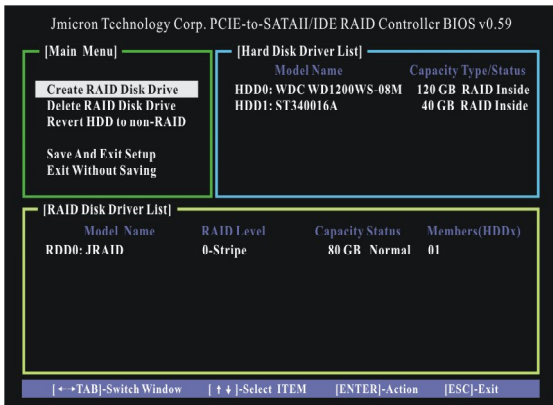 Jmicron Technology Corp. PCIE-to-SATAII/IDE RAID Controller BIOS v0.59
[Main Menu]
Create RAID Disk Drive
Delete RAID Disk Drive
Revert HDD to non-RAID
Save And Exit Setup
Exit Without Saving
[Hard Disk Driver List]
Model Name Capacity Type/Status
HDD0: WDC WD1200WS-08M 120 GB RAID Inside
HDD1: ST340016A 40 GB RAID Inside
[RAID Disk Driver List]
Model Name RAID Level Capacity Status Members(HDDx)
RDD0: JRAID 0-Stripe 80 GB Normal 01
[←→TAB]-Switch Window [↑↓]-Select ITEM [ENTER]-Action [ESC]-Exit